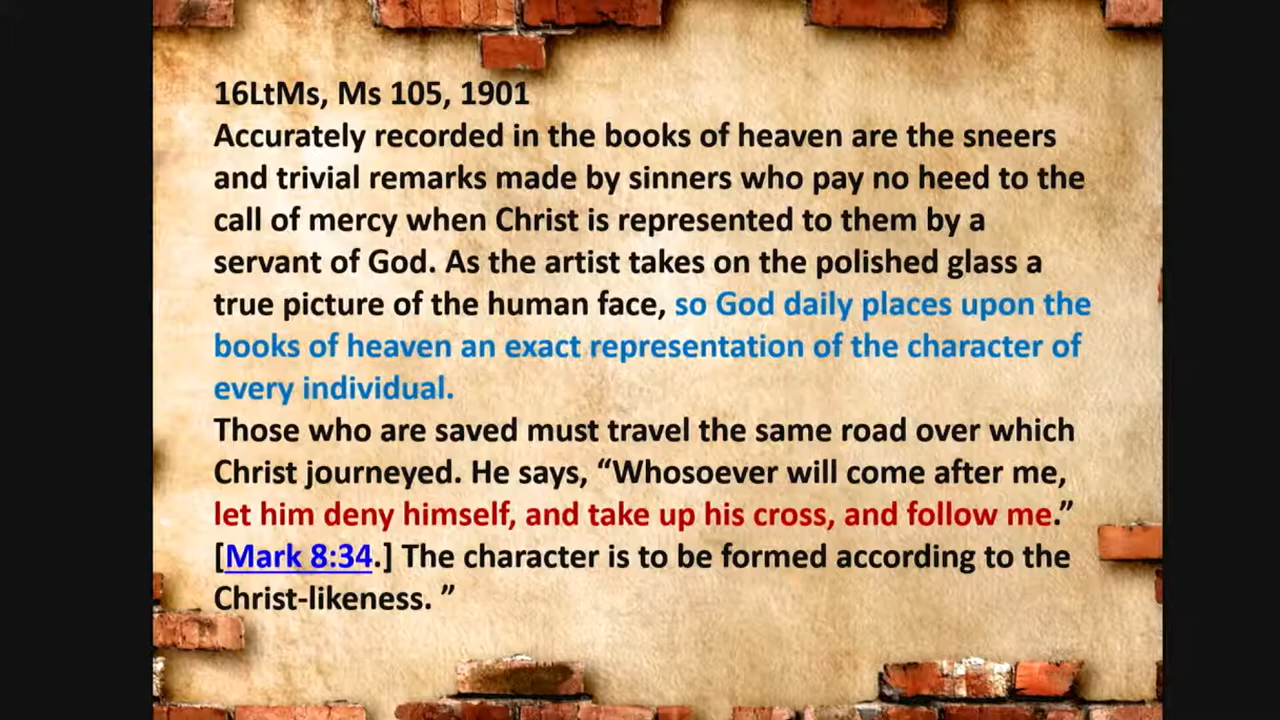 16LtMs, Ms 105, 1901
Accurately recorded in the books of heaven are the sneers
and trivial remarks made by sinners who pay no heed to the
call of mercy when Christ is represented to them by a
servant of God. As the artist takes on the polished glass a
true picture of the human face, so God daily places upon the
books of heaven an exact representation of the character of
every individual.
Those who are saved must travel the same road over which
Christ journeyed. He says, “Whosoever will come after me,
let him deny himself, and take up his cross, and follow me.”
[Mark 8:34.] The character is to be formed according to the
Christ-likeness. ”